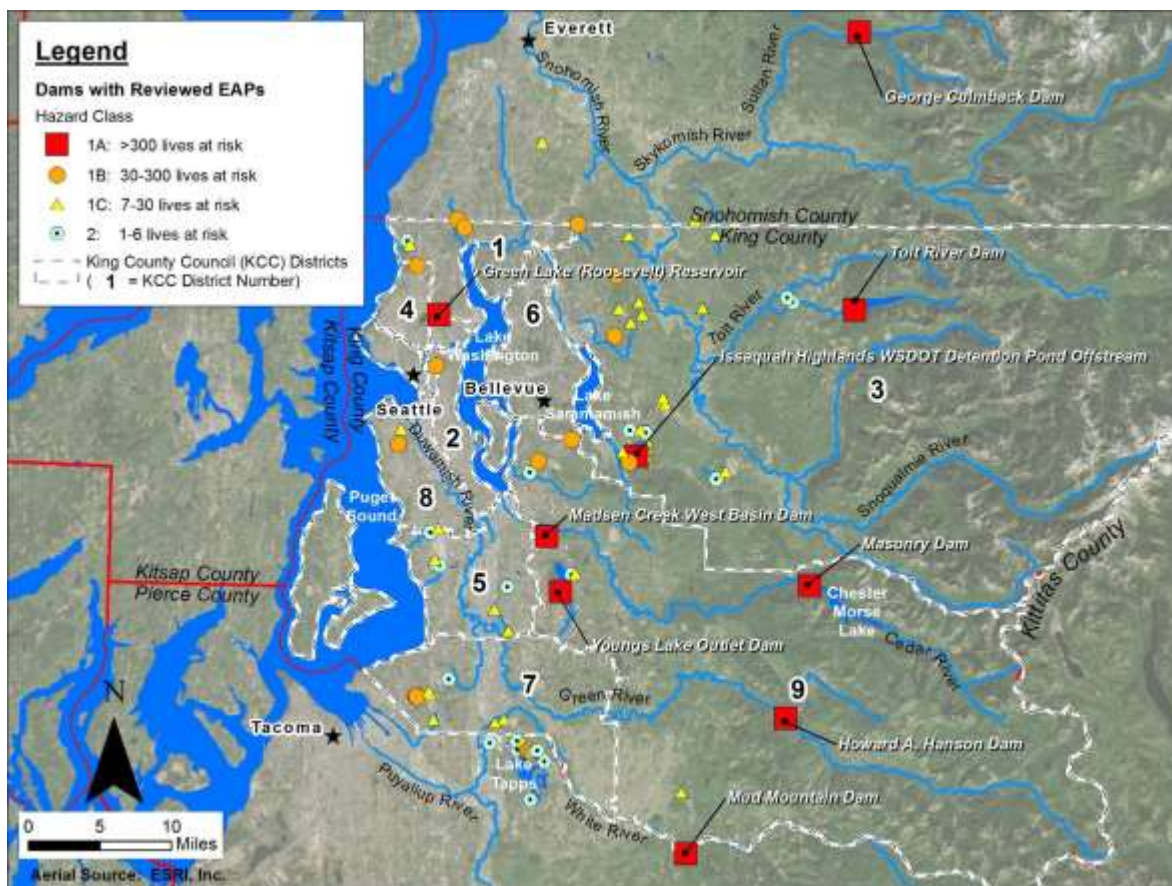 Legend
Dams with Reviewed EAPs
Hazard Class
1A: >300 lives at risk
1B: 30-300 lives at risk
1C: 7-30 lives at risk
2: 1-6 lives at risk
King County Council (KCC) Districts
( 1 = KCC District Number)
Everett
Snohomish River
Sultan River
George Culmback Dam
Skykomish River
Snohomish County
King County
1
Green Lake (Roosevelt) Reservoir
Tolt River Dam
4
6
Tolt River
Lake
Washington
Issaquah Highlands WSDOT Detention Pond Offstream
King County
Kitsap County
Bellevue
Lake
Sammamish
3
Seattle
2
Duwamish River
Snoqualmie River
8
Puget
Sound
Madsen Creek West Basin Dam
Masonry Dam
Kitsap County
Pierce County
5
Chester
Morse
Lake
Kittitas County
Youngs Lake Outlet Dam
Cedar River
7
Green River
9
N
Tacoma
Howard A. Hanson Dam
Lake
Tapps
Puyallup River
White River
Mud Mountain Dam
0 5 10
Miles
Aerial Source: ESRI, Inc.